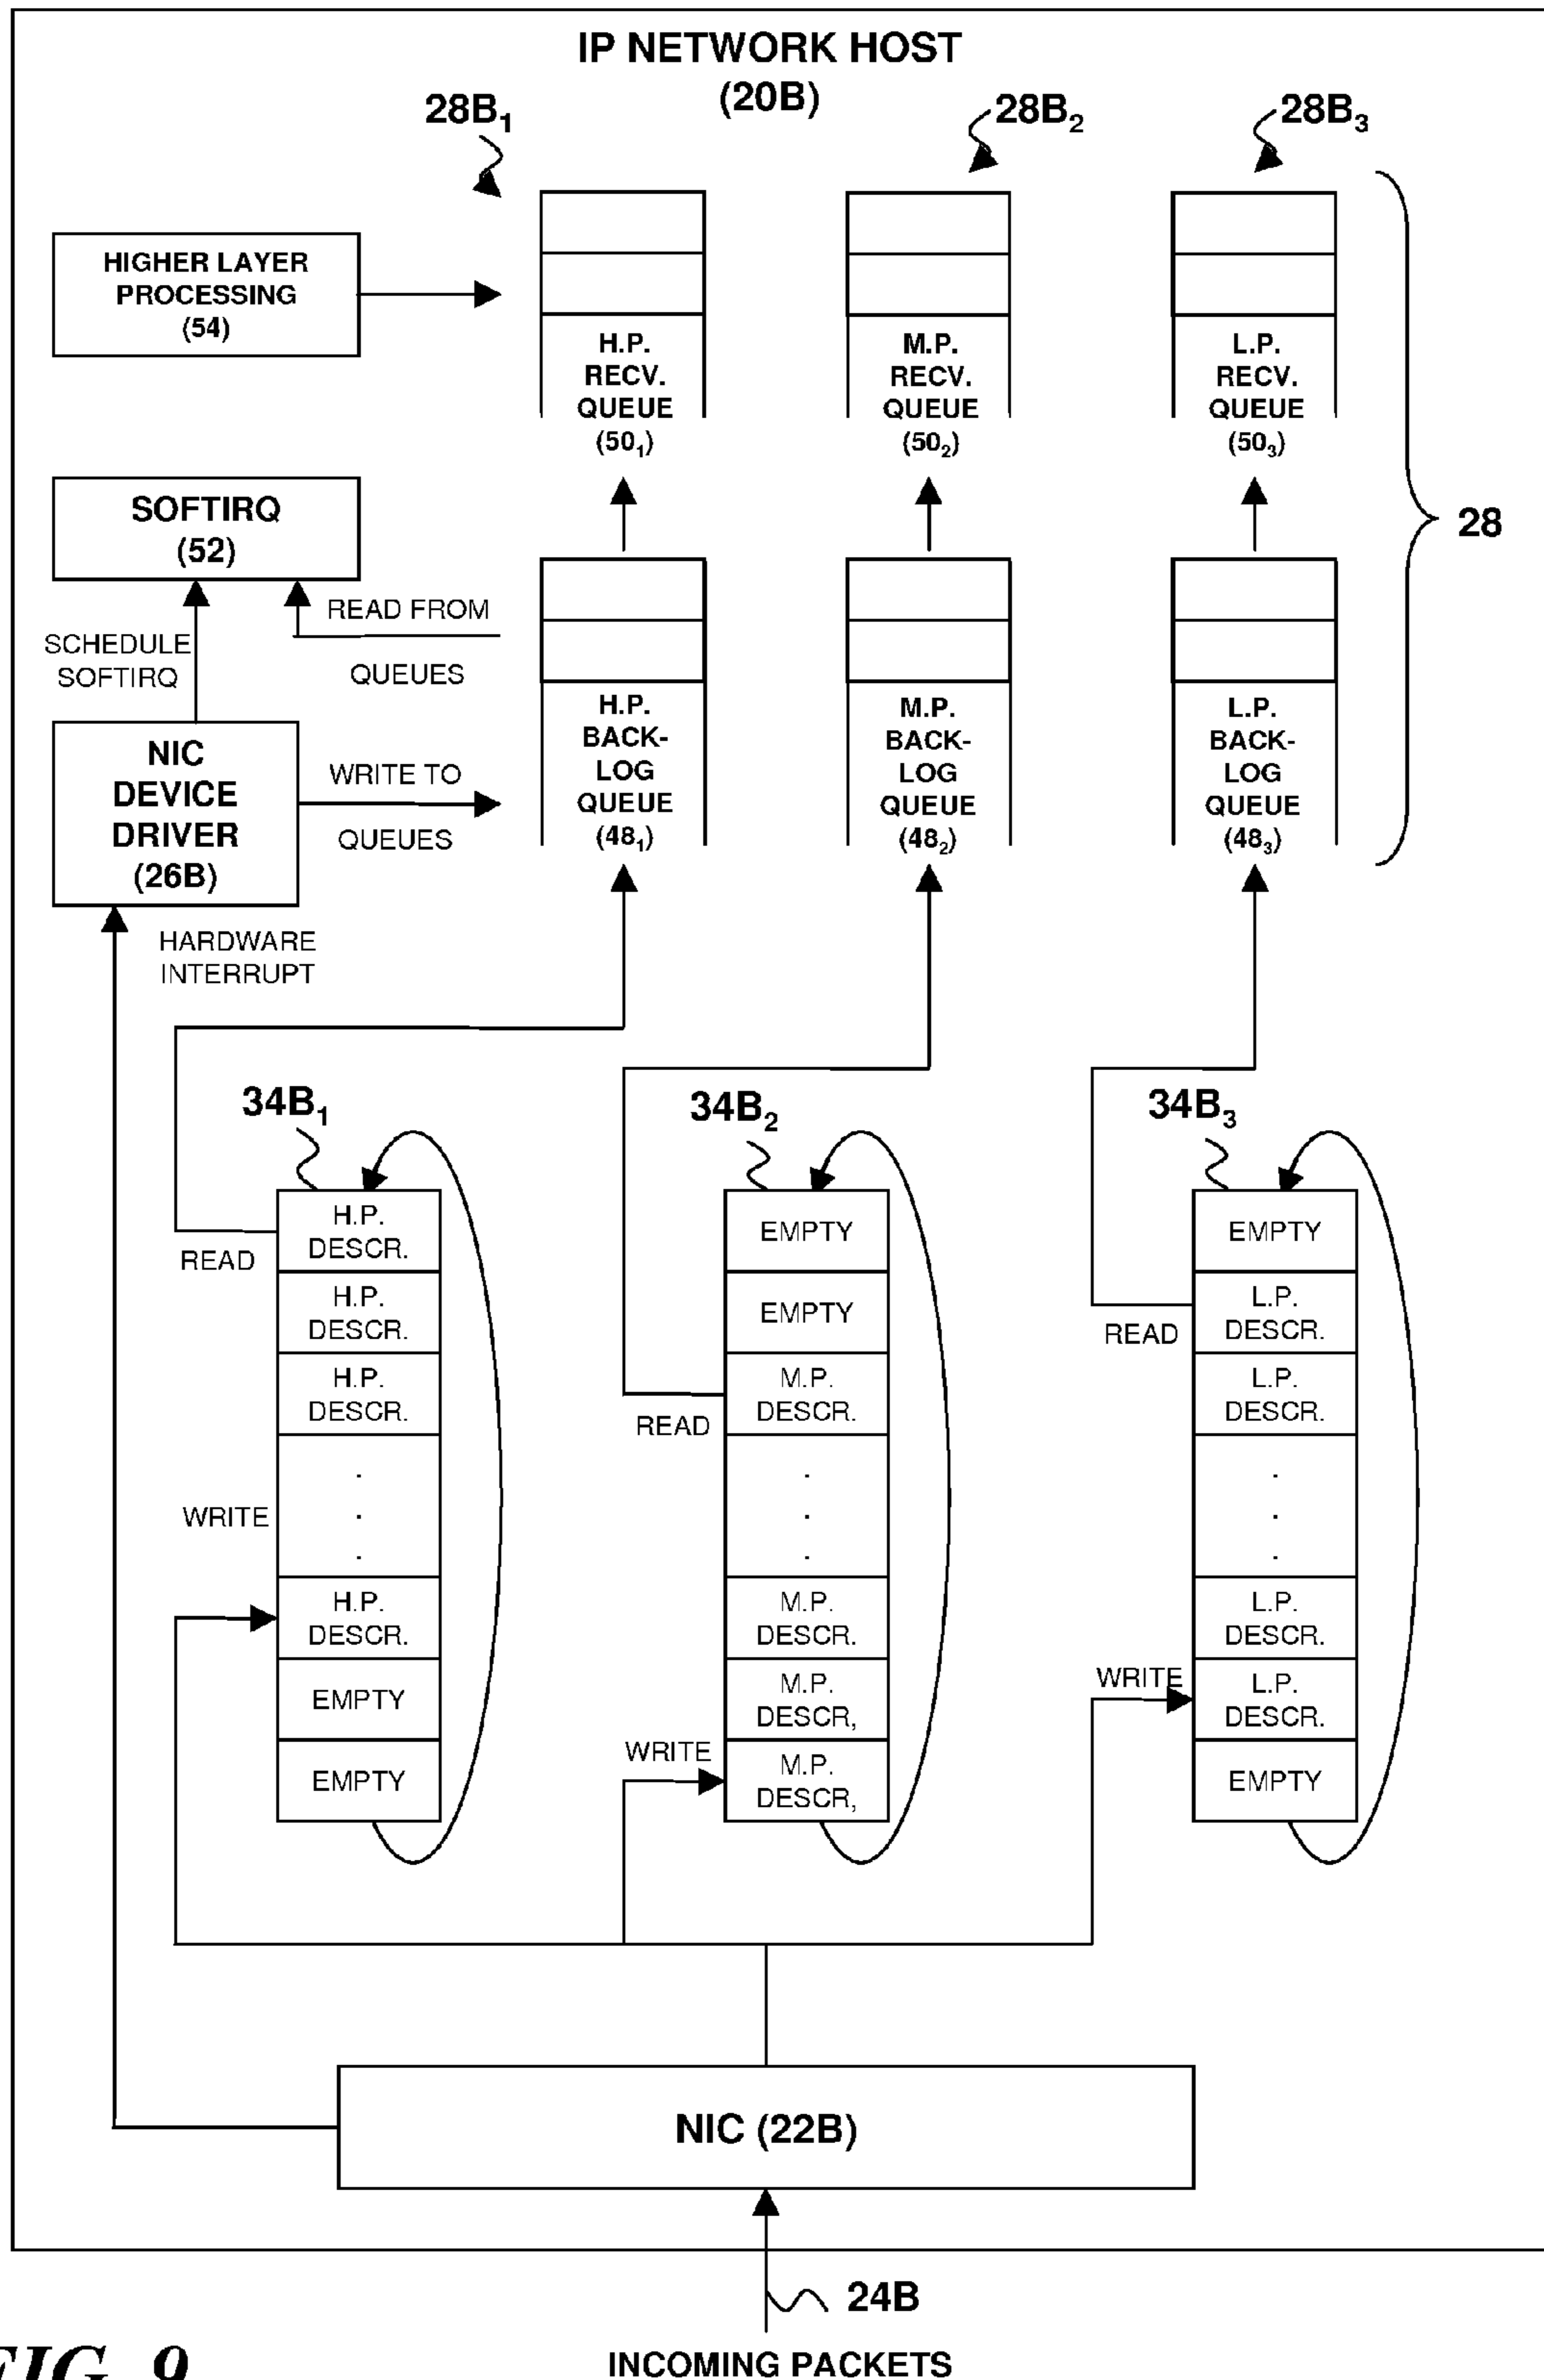 IP NETWORK HOST
(20B)
28B1
28B2
28B3
HIGHER LAYER
PROCESSING
(54)
H.P.
RECV.
QUEUE
(501)
M.P.
RECV.
QUEUE
(502)
L.P.
RECV.
QUEUE
(503)
28
SOFTIRQ
(52)
READ FROM
QUEUES
SCHEDULE
SOFTIRQ
NIC
DEVICE
DRIVER
(26B)
WRITE TO
QUEUES
H.P.
BACK-
LOG
QUEUE
(481)
M.P.
BACK-
LOG
QUEUE
(482)
L.P.
BACK-
LOG
QUEUE
(483)
HARDWARE
INTERRUPT
34B1
H.P.
DESCR.
READ
H.P.
DESCR.
H.P.
DESCR.
.
.
.
WRITE
H.P.
DESCR.
EMPTY
EMPTY
34B2
EMPTY
EMPTY
M.P.
DESCR.
READ
.
.
.
M.P.
DESCR.
M.P.
DESCR,
WRITE
M.P.
DESCR,
34B3
EMPTY
L.P.
DESCR.
READ
L.P.
DESCR.
.
.
.
L.P.
DESCR.
WRITE
L.P.
DESCR.
EMPTY
NIC (22B)
24B
INCOMING PACKETS
FIG. 9